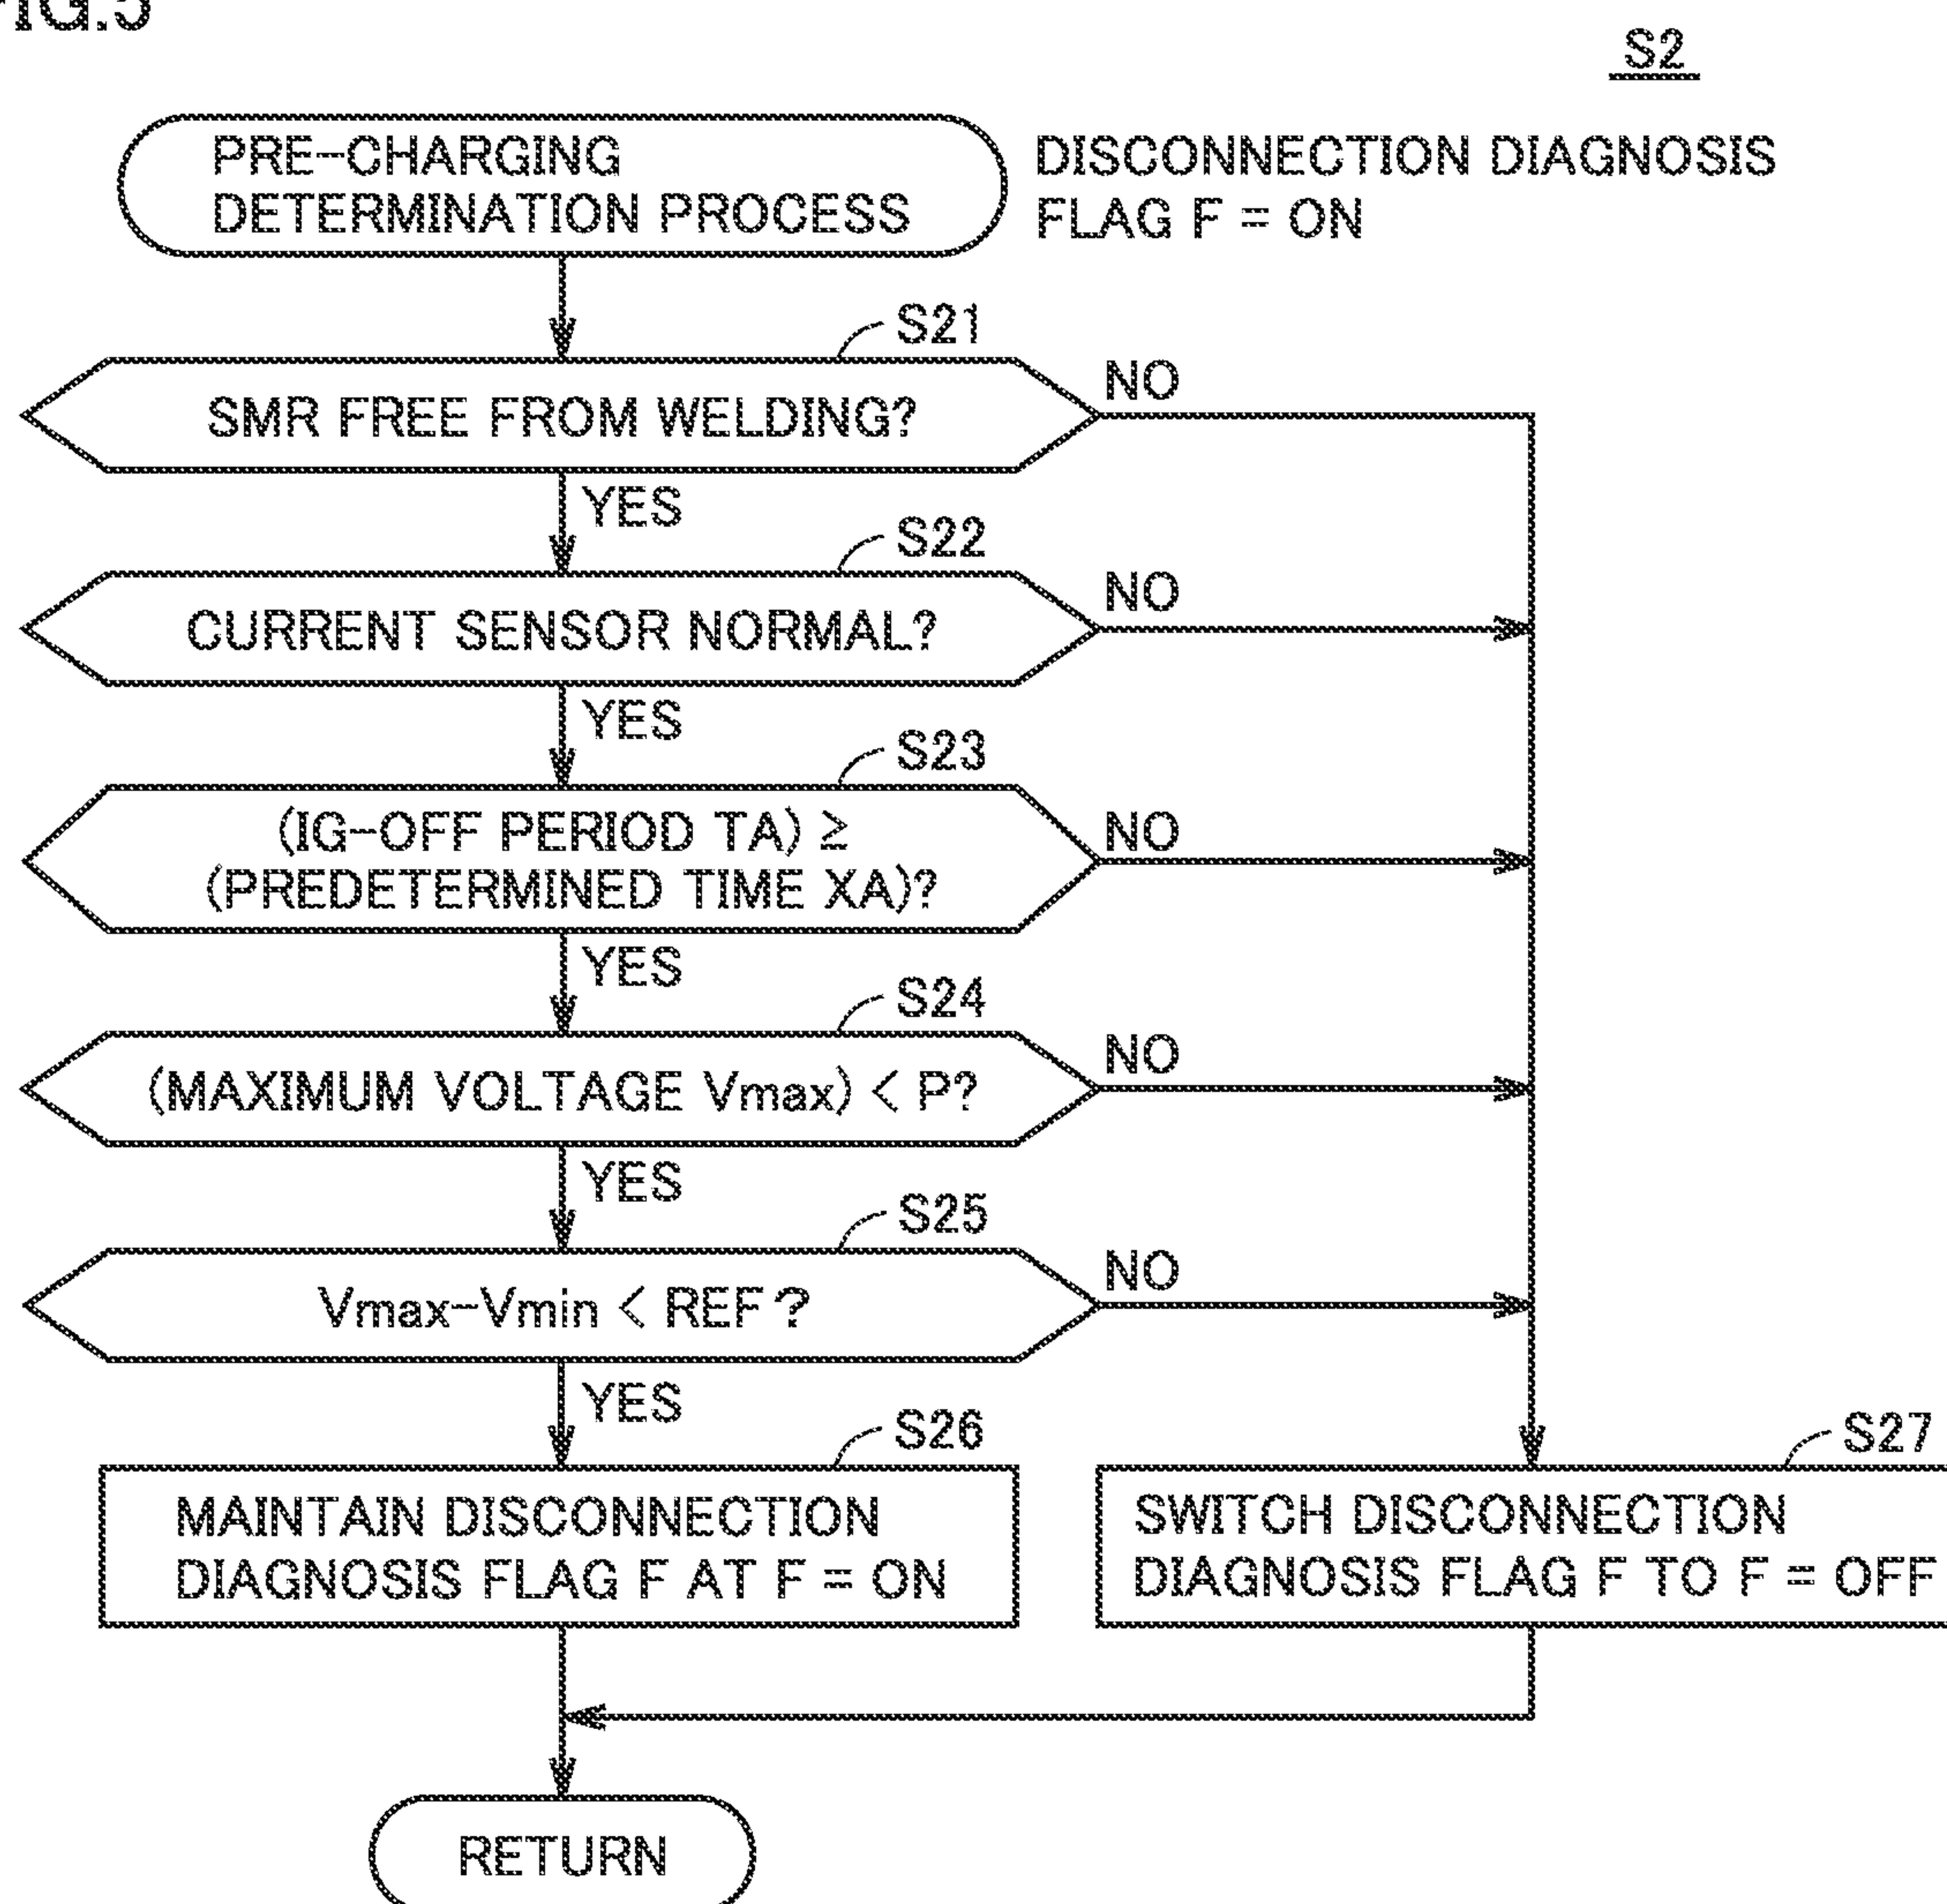 FIG.5
S2
PRE-CHARGING
DETERMINATION PROCESS
DISCONNECTION DIAGNOSIS
FLAG F = ON
S21
SMR FREE FROM WELDING?
NO
YES
S22
CURRENT SENSOR NORMAL?
NO
YES
S23
(IG-OFF PERIOD TA) ≥
(PREDETERMINED TIME XA)?
NO
YES
S24
(MAXIMUM VOLTAGE Vmax) < P?
NO
YES
S25
Vmax-Vmin < REF ?
NO
YES
S26
MAINTAIN DISCONNECTION
DIAGNOSIS FLAG F AT F = ON
S27
SWITCH DISCONNECTION
DIAGNOSIS FLAG F TO F = OFF
RETURN